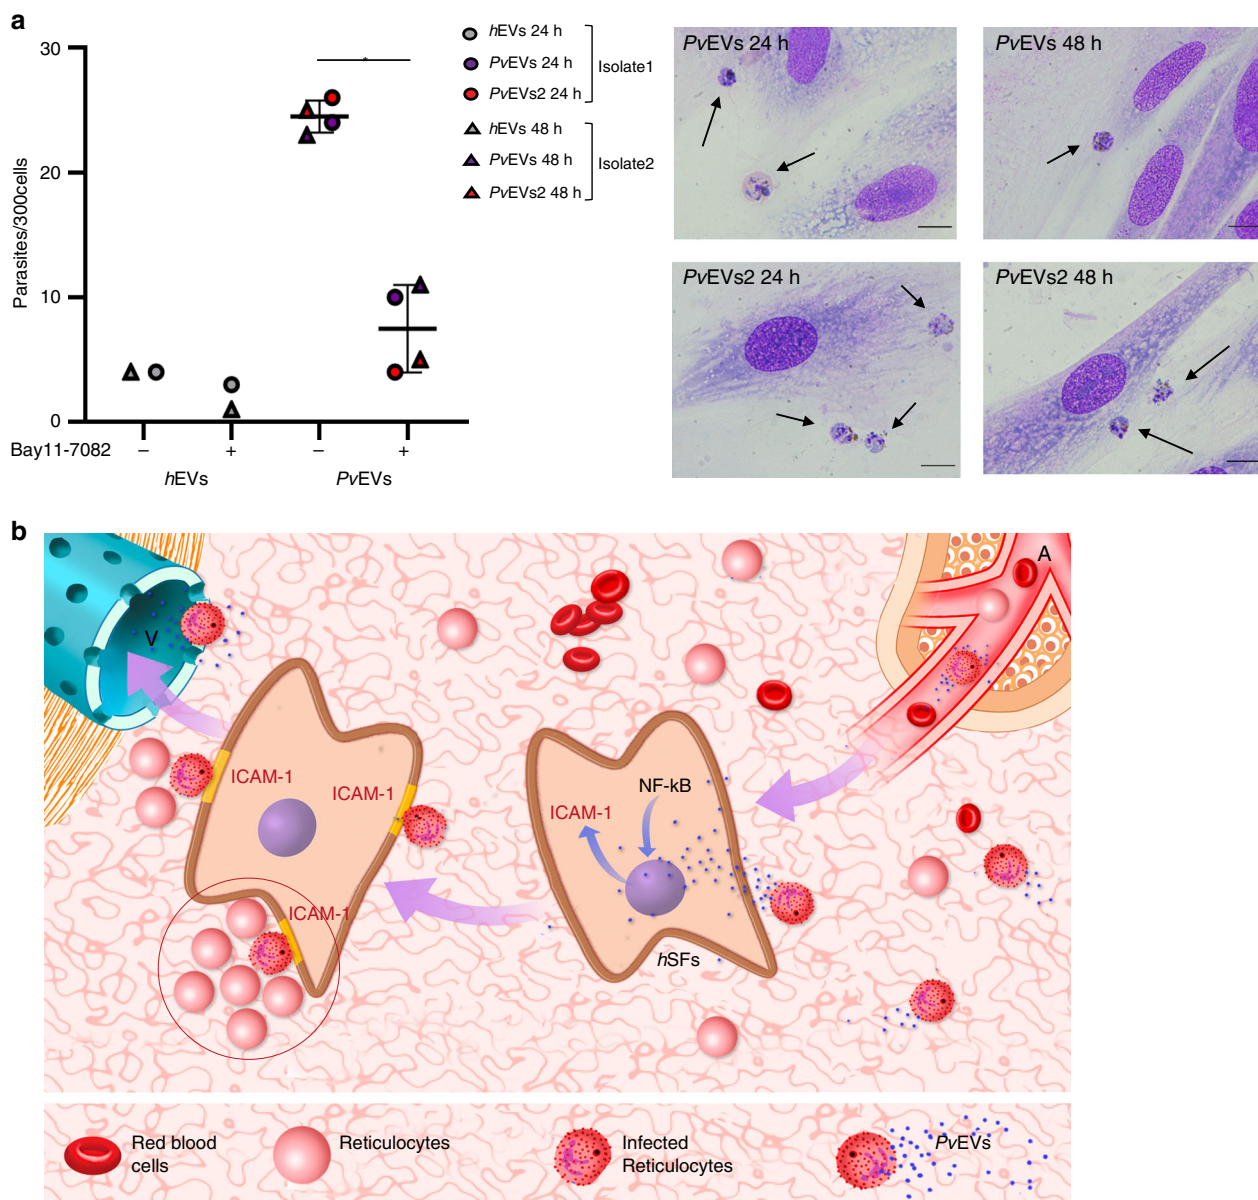 a
30
20
10
0
Parasites/300cells
*
Bay11-7082 – + – +
hEVs PvEVs
hEVs 24 h
PvEVs 24 h
PvEVs2 24 h
Isolate1
hEVs 48 h
PvEVs 48 h
PvEVs2 48 h
Isolate2
PvEVs 24 h
PvEVs 48 h
PvEVs2 24 h
PvEVs2 48 h
b
V
A
ICAM-1
ICAM-1
ICAM-1
NF-kB
ICAM-1
hSFs
Red blood
cells
Reticulocytes
Infected
Reticulocytes
PvEVs